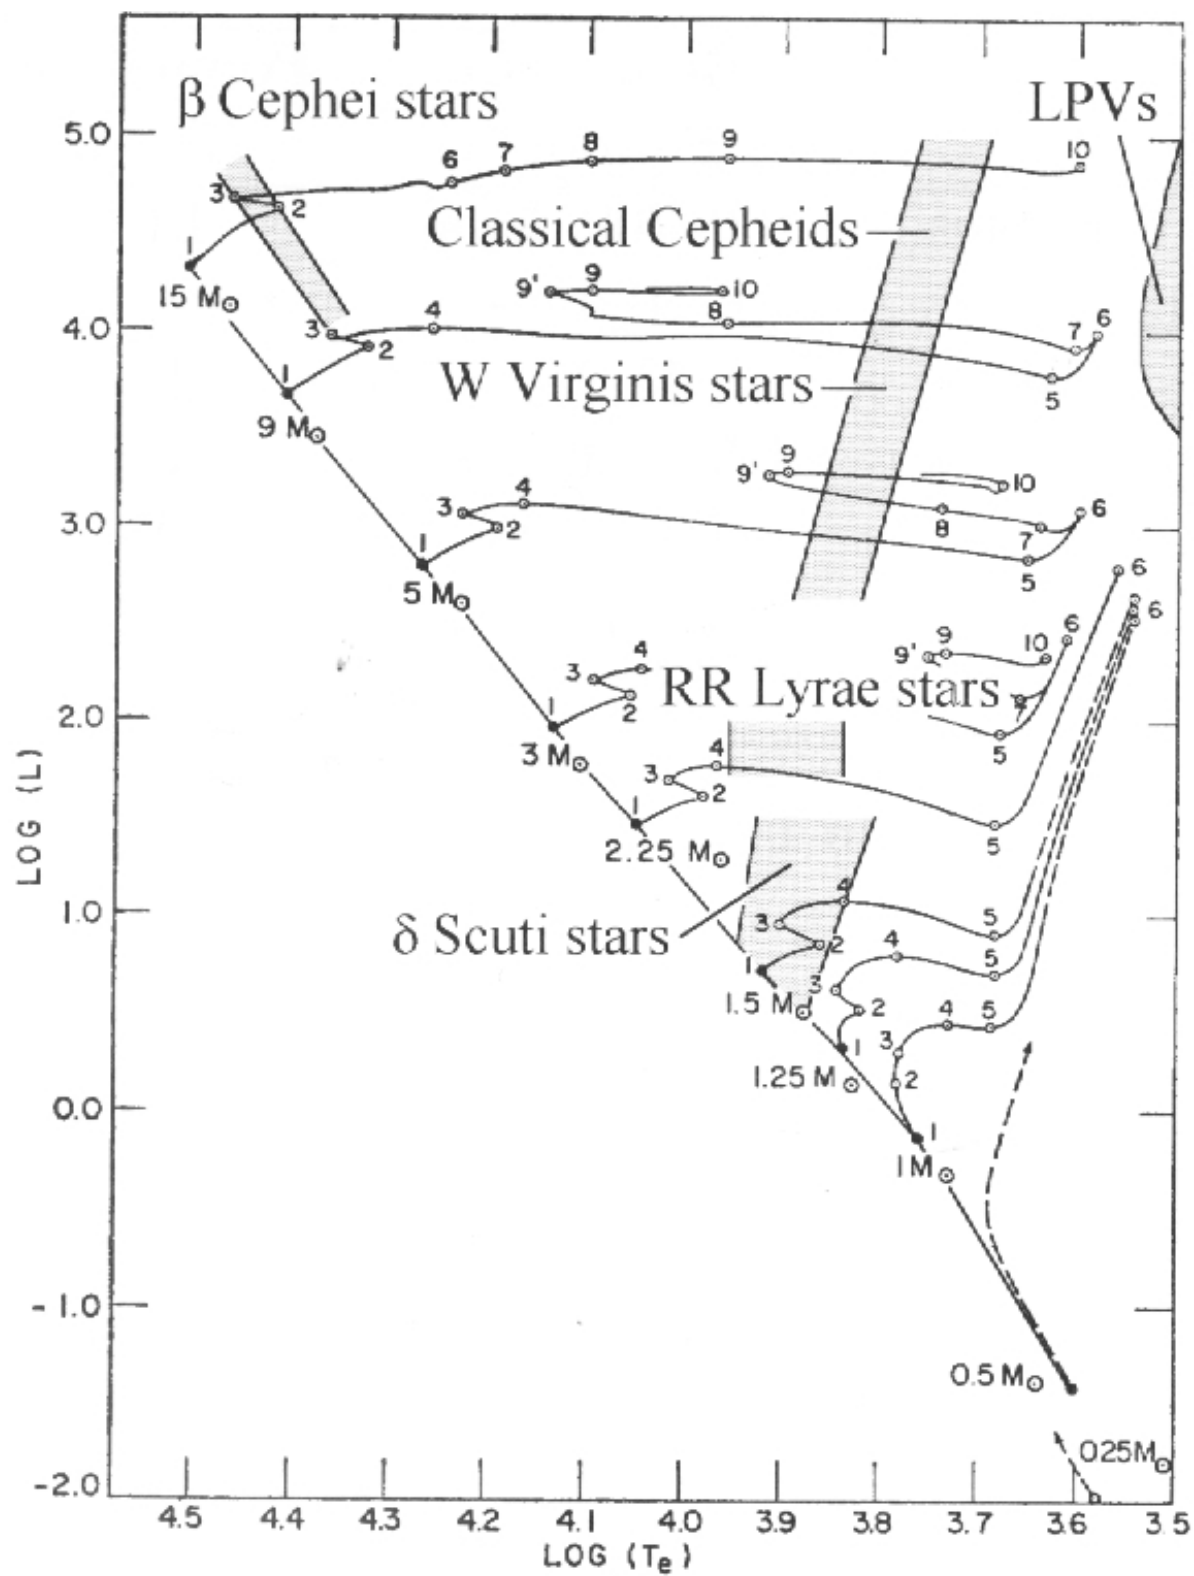 β Cephei stars
LPVs
5.0
6 7 8 9 10
3 2
Classical Cepheids
1
15 M⊙
9' 9 10
8
4.0
3 4 7 6
2
W Virginis stars
5
1
9 M⊙
9' 9 10
3 4 6
3.0
2 8 7
5
1
5 M⊙
6
6
3 4 9' 9 10 6
2 RR Lyrae stars
2.0
1 5
3 M⊙
4
3 2
1
5
2.25 M⊙
4
1.0
3 5
δ Scuti stars
2 4
1 5
3
1.5 M⊙ 2 4 5
3
1
1.25 M⊙ 2
0.0
1
1 M⊙
-1.0
0.5 M⊙
025M⊙
-2.0
4.5 4.4 4.3 4.2 4.1 4.0 3.9 3.8 3.7 3.6 3.5
LOG (Te)
LOG (L)